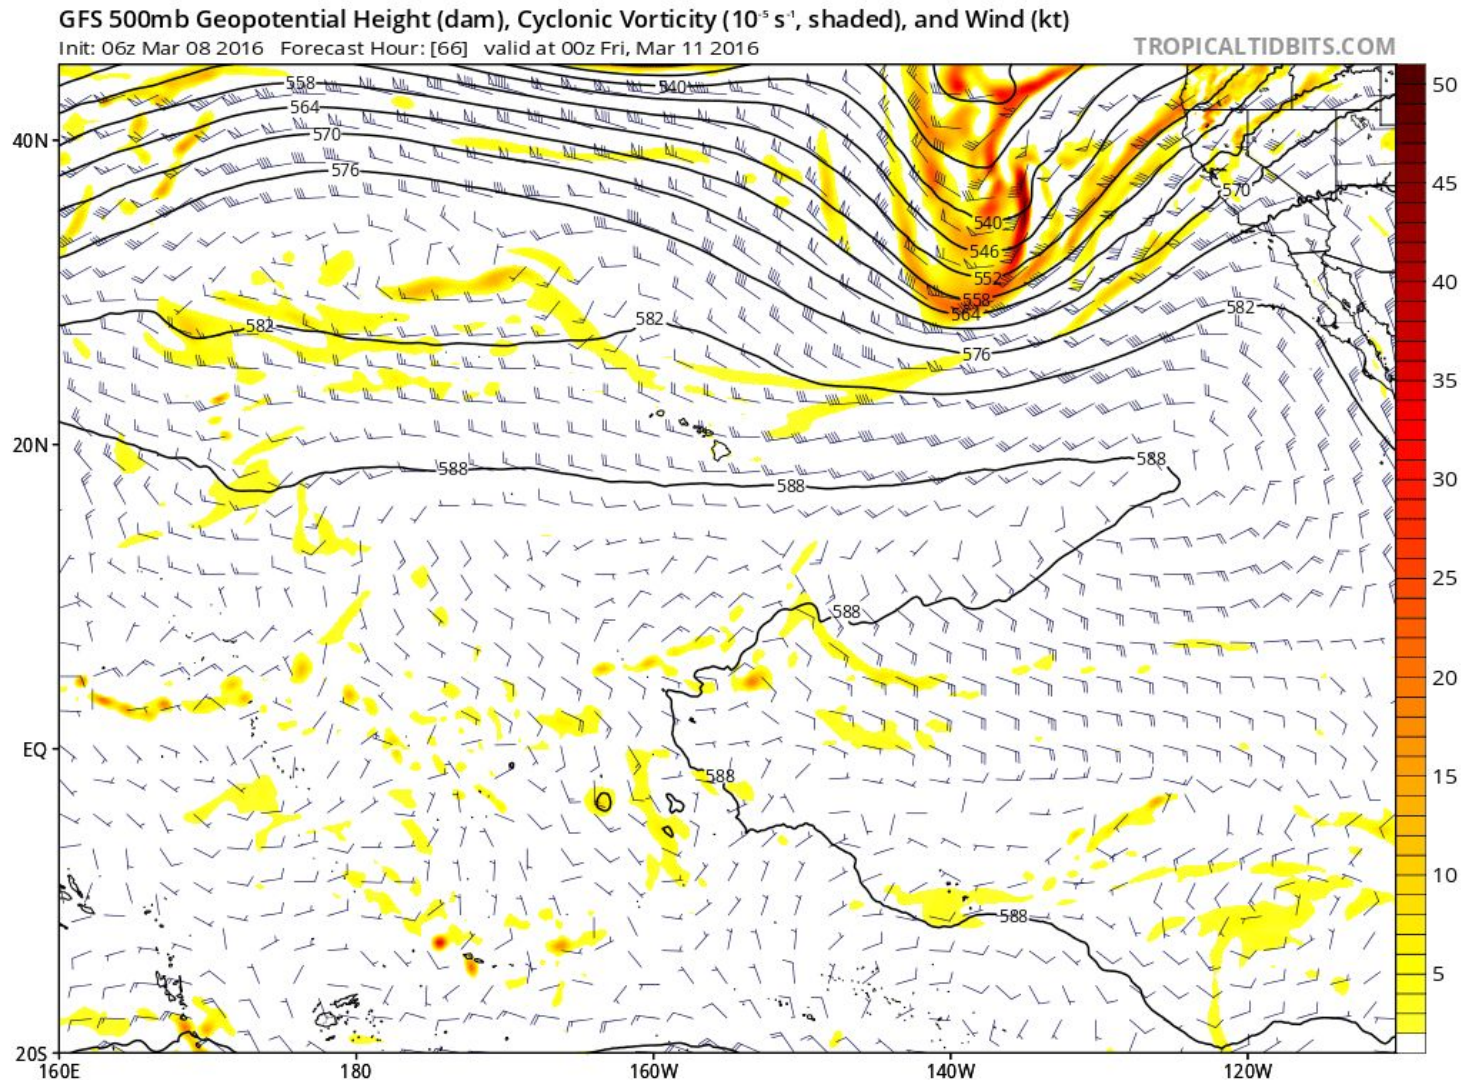 GFS 500mb Geopotential Height (dam), Cyclonic Vorticity (10⁻⁵ s⁻¹, shaded), and Wind (kt)
Init: 06z Mar 08 2016 Forecast Hour: [66] valid at 00z Fri, Mar 11 2016 TROPICALTIDBITS.COM
558 540 50
564
570
40N
576 570 45
540
546
552 40
558
582 582 564 582
576 35
20N
588 588 588 30
25
588
20
EQ
588 15
10
588
5
20S
160E 180 160W 140W 120W